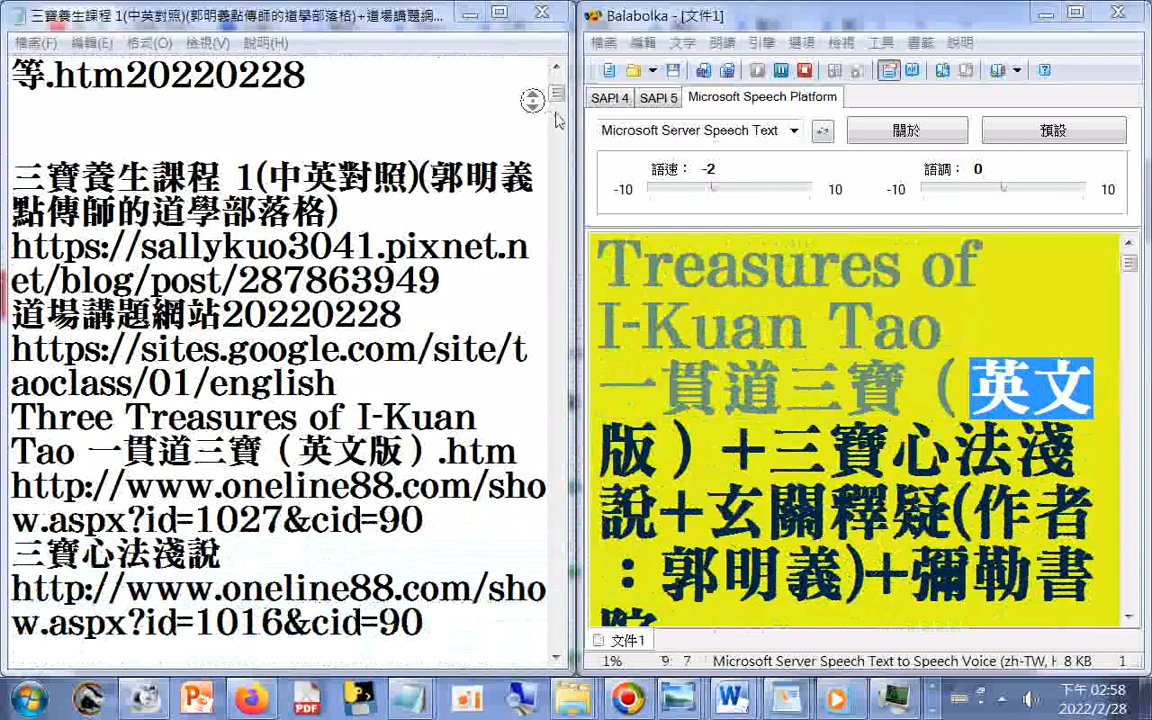 三寶養生課程 1(中英對照)(郭明義點傳師的道學部落格)+道場講題網...
檔案(F) 編輯(E) 格式(O) 檢視(V) 說明(H)
等.htm20220228
三寶養生課程 1(中英對照)(郭明義
點傳師的道學部落格)
https://sallykuo3041.pixnet.n
et/blog/post/287863949
道場講題網站20220228
https://sites.google.com/site/t
aoclass/01/english
Three Treasures of I-Kuan
Tao 一貫道三寶（英文版）.htm
http://www.oneline88.com/sho
w.aspx?id=1027&cid=90
三寶心法淺說
http://www.oneline88.com/sho
w.aspx?id=1016&cid=90
Balabolka - [文件1]
檔案 編輯 文字 朗讀 引擎 選項 檢視 工具 書籤 說明
SAPI 4 SAPI 5 Microsoft Speech Platform
Microsoft Server Speech Text 關於 預設
語速： -2 語調： 0
-10 10 -10 10
Treasures of
I-Kuan Tao
一貫道三寶（英文
版）+三寶心法淺
說+玄關釋疑(作者
：郭明義)+彌勒書
院
文件1
1% 9: 7 Microsoft Server Speech Text to Speech Voice (zh-TW, H 8 KB 1
PDF
下午 02:58
2022/2/28